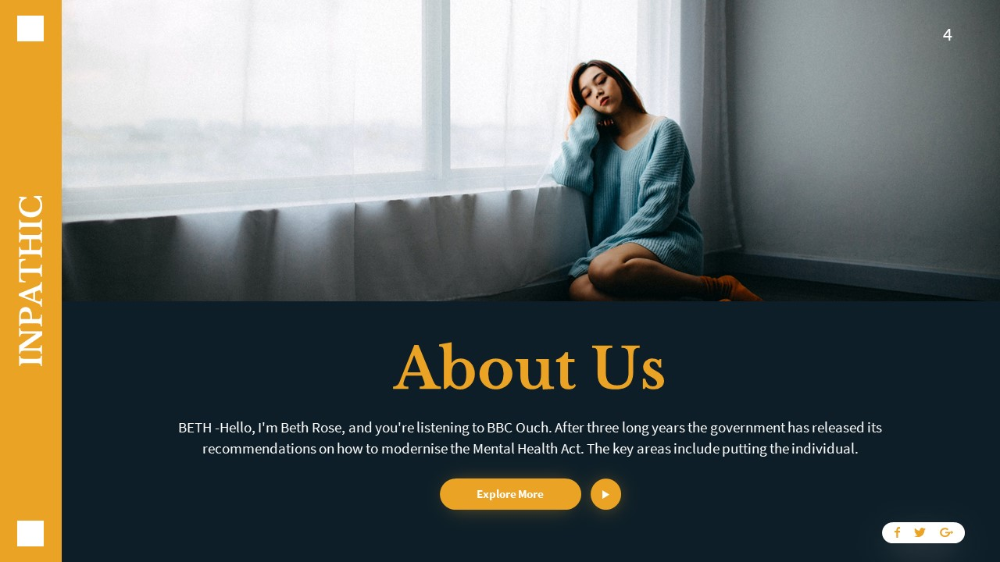 4
INPATHIC
About Us
BETH -Hello, I'm Beth Rose, and you're listening to BBC Ouch. After three long years the government has released its
recommendations on how to modernise the Mental Health Act. The key areas include putting the individual.
Explore More